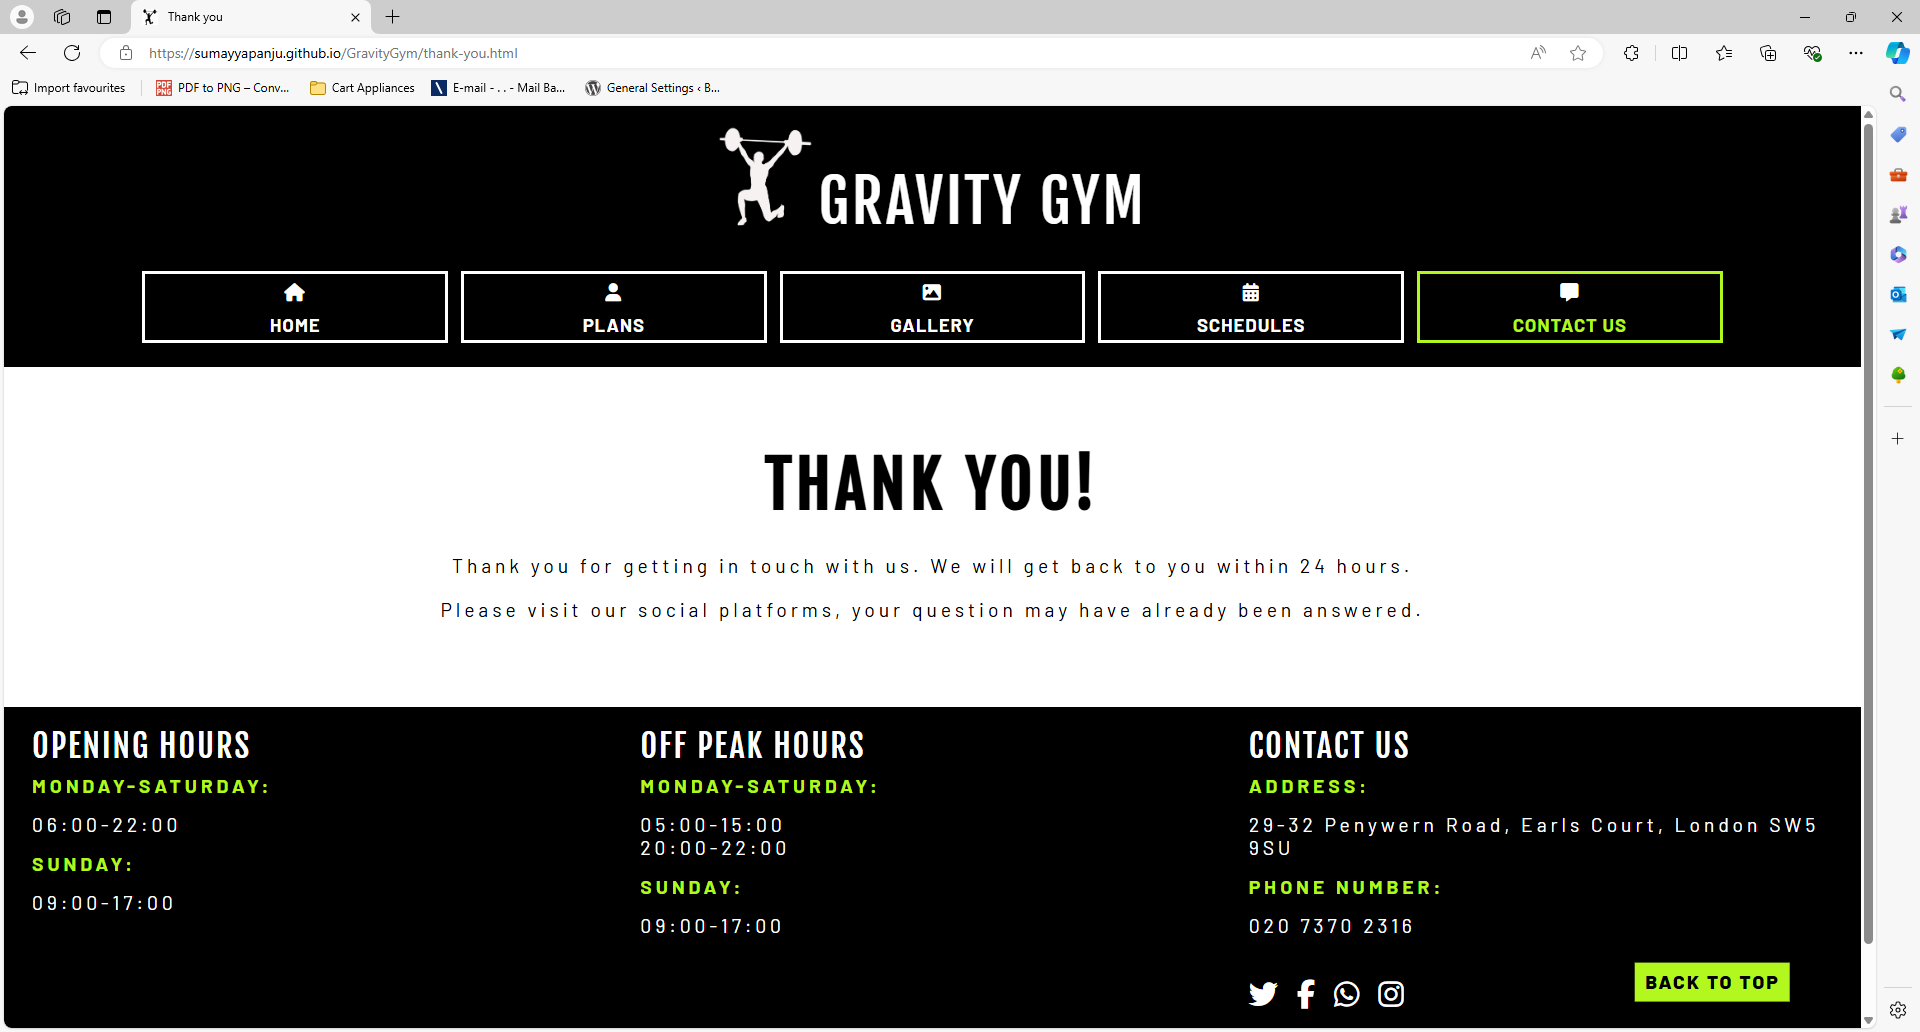 Thank you
https://sumayyapanju.github.io/GravityGym/thank-you.html
Import favourites
PDF to PNG – Conv...
Cart Appliances
E-mail - . . - Mail Ba...
General Settings ‹ B...
GRAVITY GYM
HOME
PLANS
GALLERY
SCHEDULES
CONTACT US
THANK YOU!
Thank you for getting in touch with us. We will get back to you within 24 hours.
Please visit our social platforms, your question may have already been answered.
OPENING HOURS
MONDAY-SATURDAY:
06:00-22:00
SUNDAY:
09:00-17:00
OFF PEAK HOURS
MONDAY-SATURDAY:
05:00-15:00
20:00-22:00
SUNDAY:
09:00-17:00
CONTACT US
ADDRESS:
29-32 Penywern Road, Earls Court, London SW5
9SU
PHONE NUMBER:
020 7370 2316
BACK TO TOP